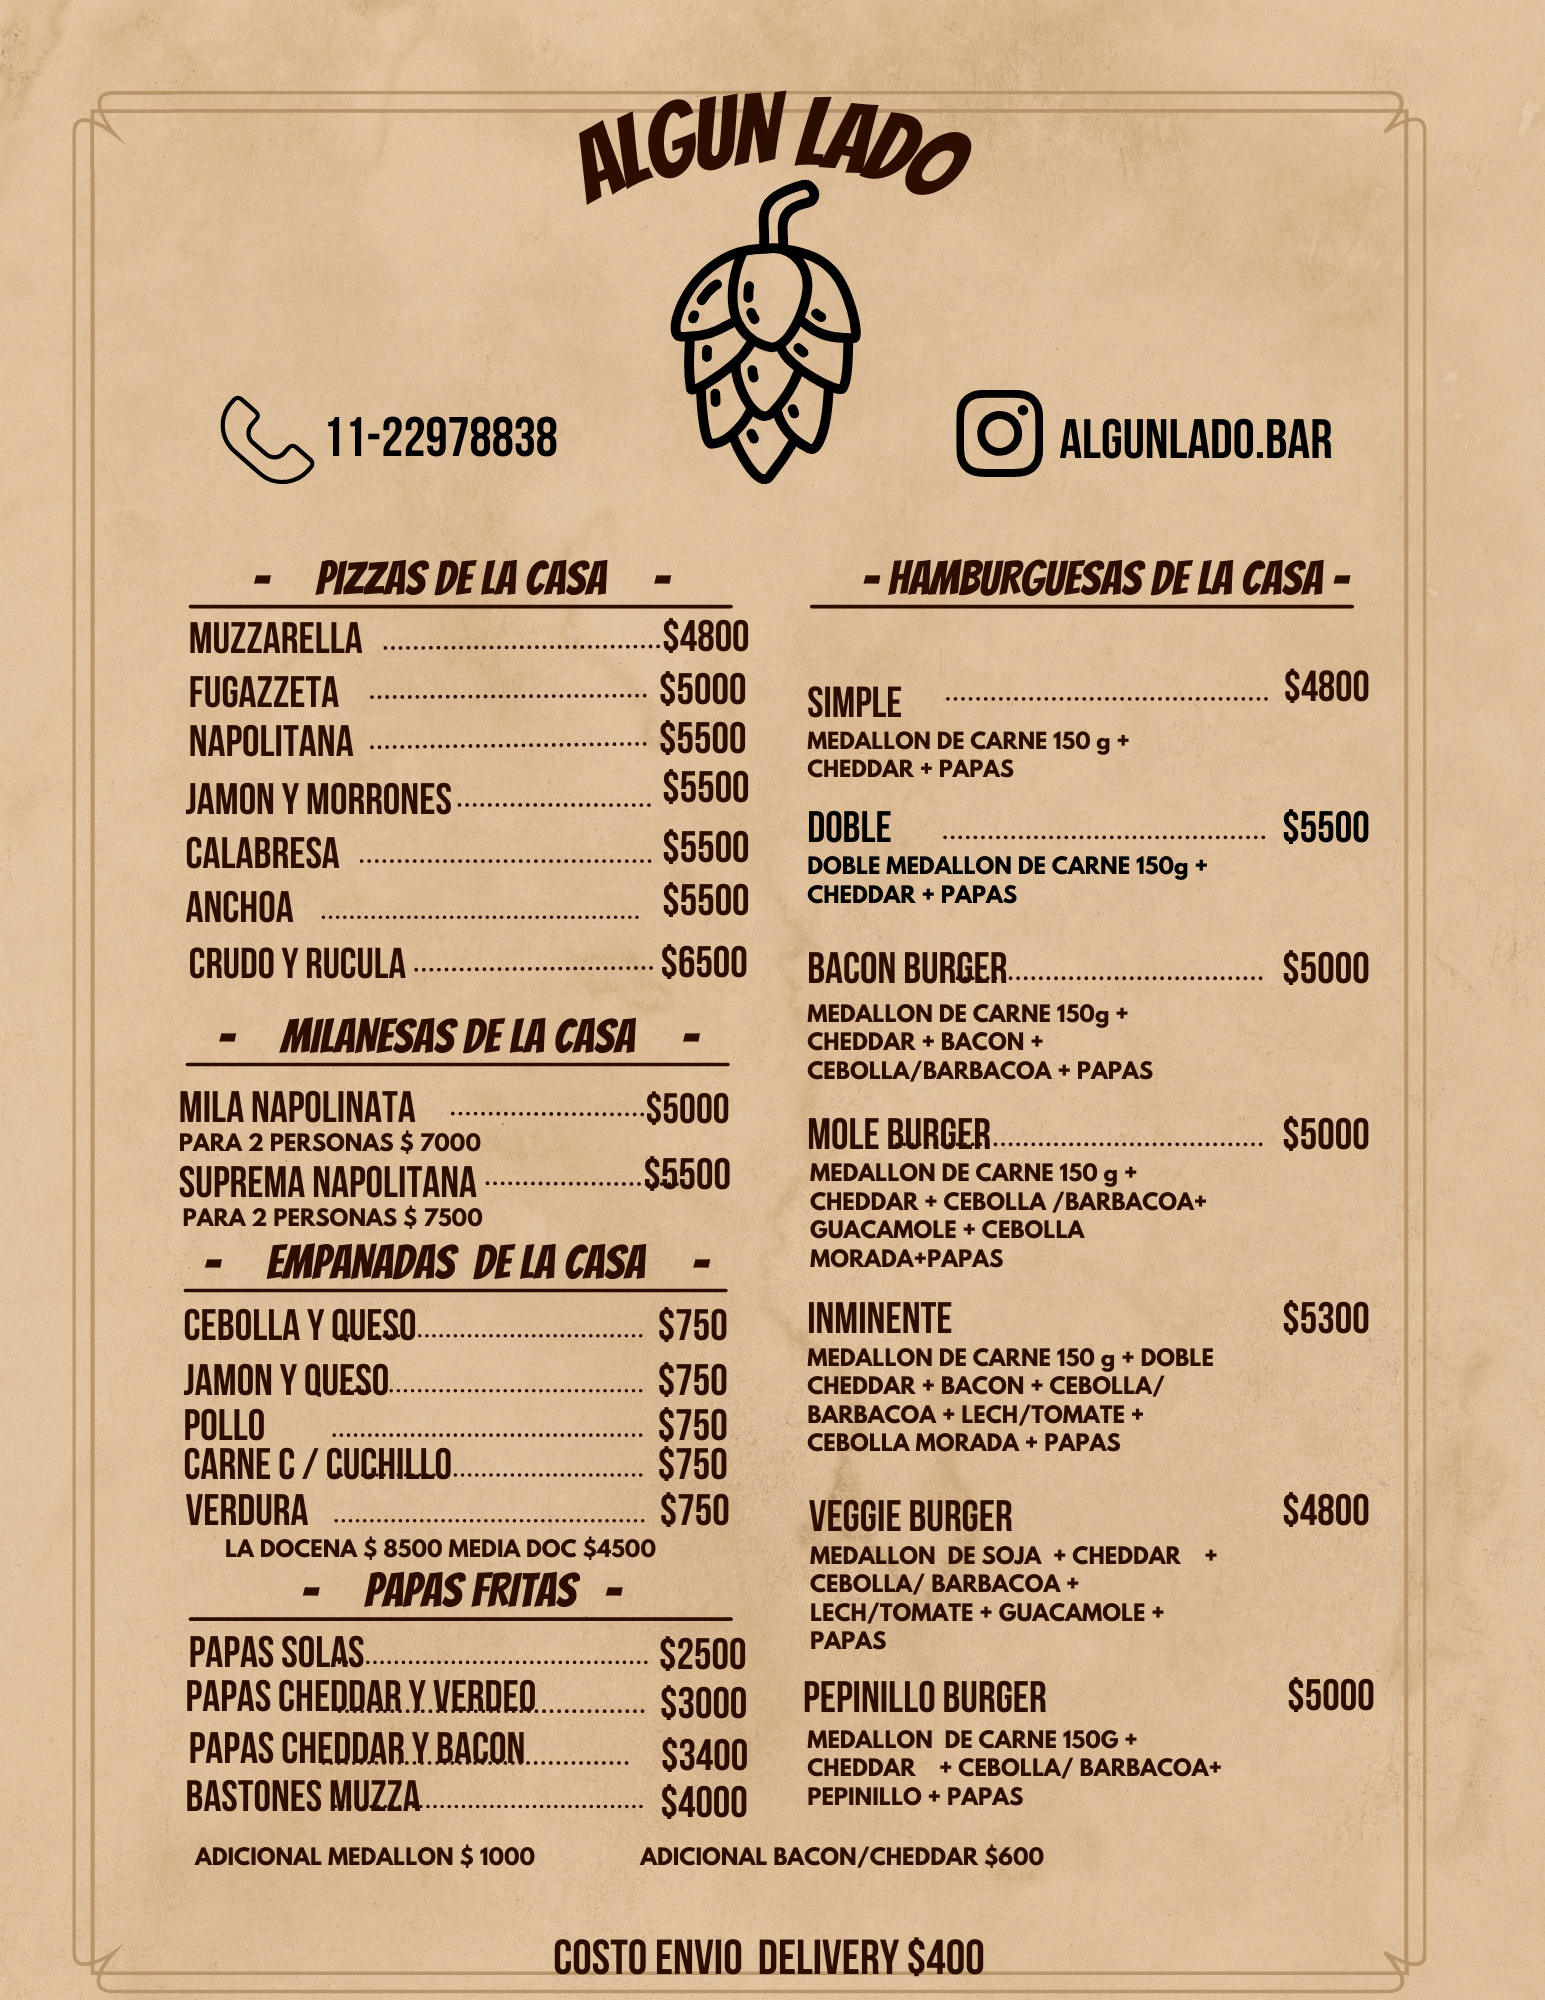 ALGUN LADO
11-22978838
ALGUNLADO.BAR
- PIZZAS DE LA CASA -
MUZZARELLA ........ $4800
FUGAZZETA ........ $5000
NAPOLITANA ........ $5500
JAMON Y MORRONES ........ $5500
CALABRESA ........ $5500
ANCHOA ........ $5500
CRUDO Y RUCULA ........ $6500
- MILANESAS DE LA CASA -
MILA NAPOLINATA ........ $5000
PARA 2 PERSONAS $ 7000
SUPREMA NAPOLITANA ........ $5500
PARA 2 PERSONAS $ 7500
- EMPANADAS DE LA CASA -
CEBOLLA Y QUESO ........ $750
JAMON Y QUESO ........ $750
POLLO ........ $750
CARNE C / CUCHILLO ........ $750
VERDURA ........ $750
LA DOCENA $ 8500 MEDIA DOC $4500
- PAPAS FRITAS -
PAPAS SOLAS ........ $2500
PAPAS CHEDDAR Y VERDEO ........ $3000
PAPAS CHEDDAR Y BACON ........ $3400
BASTONES MUZZA ........ $4000
- HAMBURGUESAS DE LA CASA -
SIMPLE ........ $4800
MEDALLON DE CARNE 150 g +
CHEDDAR + PAPAS
DOBLE ........ $5500
DOBLE MEDALLON DE CARNE 150g +
CHEDDAR + PAPAS
BACON BURGER ........ $5000
MEDALLON DE CARNE 150g +
CHEDDAR + BACON +
CEBOLLA/BARBACOA + PAPAS
MOLE BURGER ........ $5000
MEDALLON DE CARNE 150 g +
CHEDDAR + CEBOLLA /BARBACOA+
GUACAMOLE + CEBOLLA
MORADA+PAPAS
INMINENTE $5300
MEDALLON DE CARNE 150 g + DOBLE
CHEDDAR + BACON + CEBOLLA/
BARBACOA + LECH/TOMATE +
CEBOLLA MORADA + PAPAS
VEGGIE BURGER $4800
MEDALLON DE SOJA + CHEDDAR +
CEBOLLA/ BARBACOA +
LECH/TOMATE + GUACAMOLE +
PAPAS
PEPINILLO BURGER $5000
MEDALLON DE CARNE 150G +
CHEDDAR + CEBOLLA/ BARBACOA+
PEPINILLO + PAPAS
ADICIONAL MEDALLON $ 1000
ADICIONAL BACON/CHEDDAR $600
COSTO ENVIO DELIVERY $400